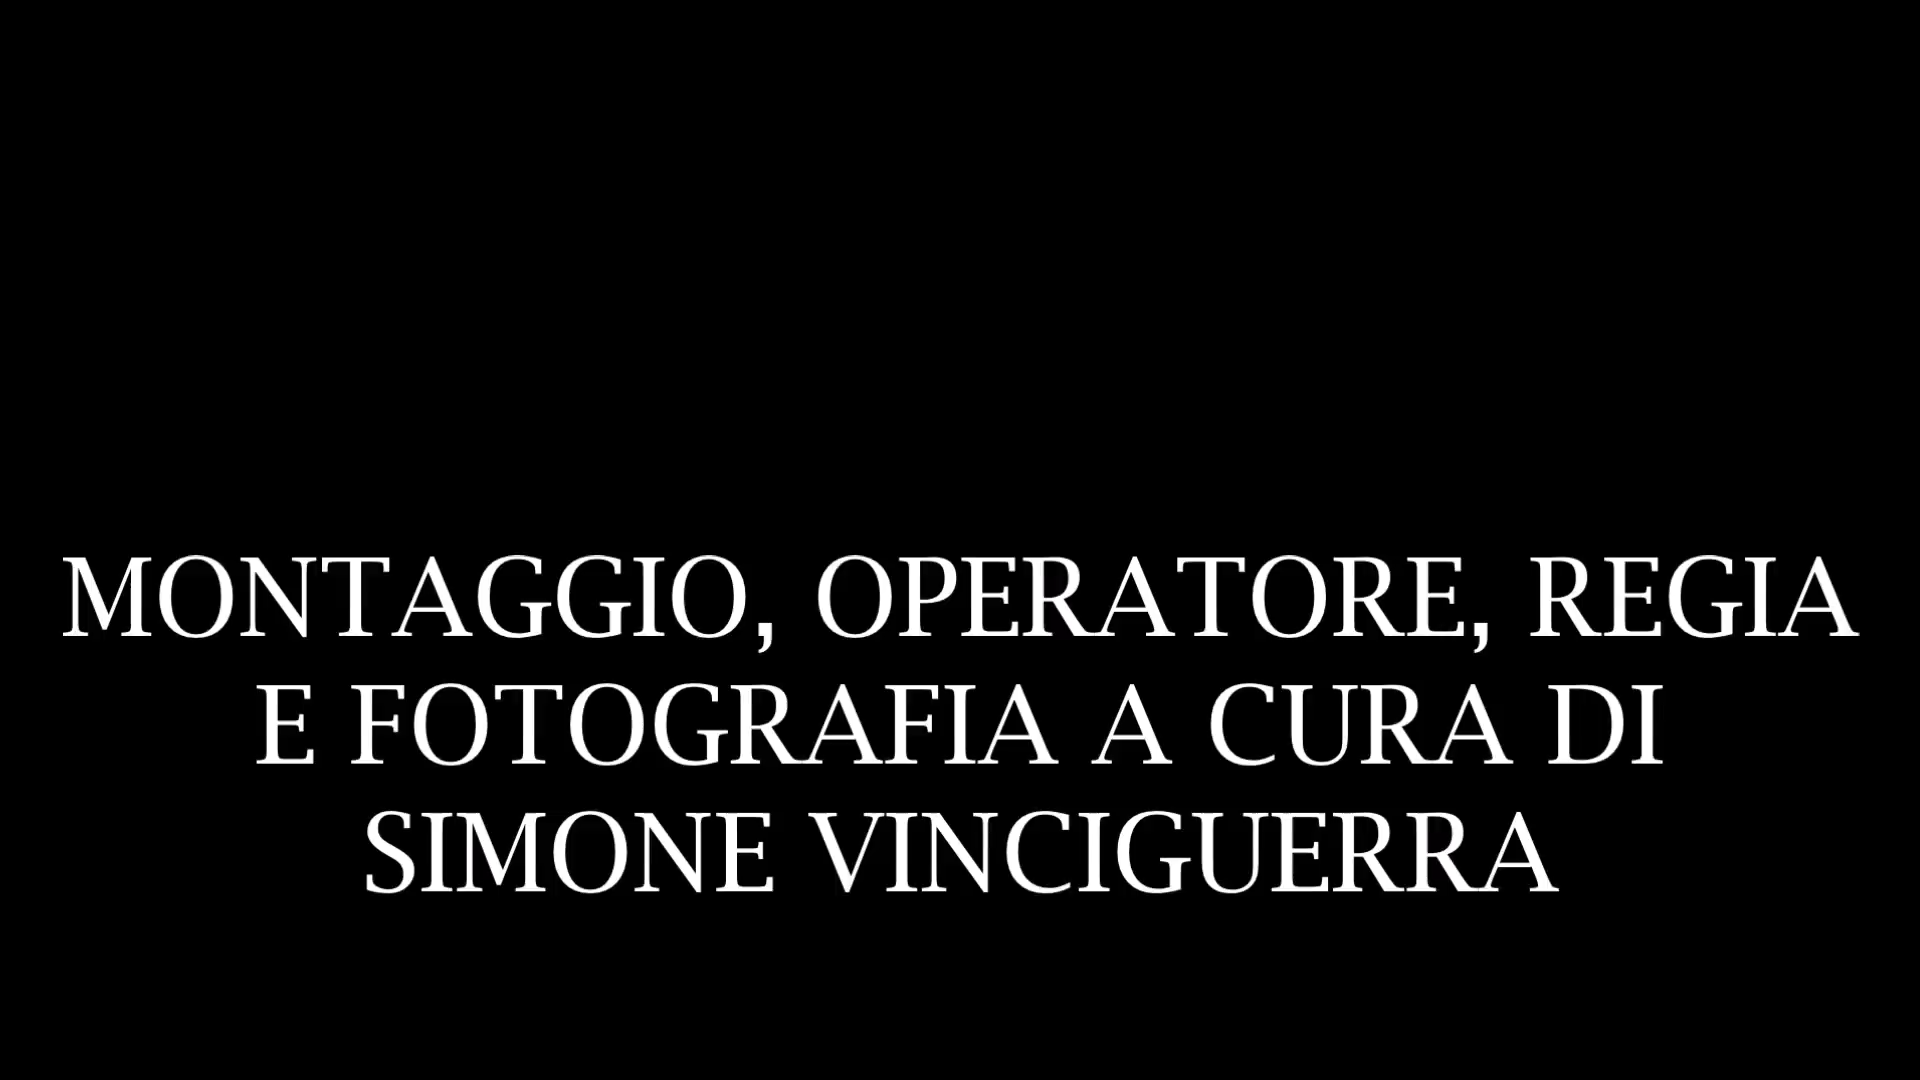 MONTAGGIO, OPERATORE, REGIA
E FOTOGRAFIA A CURA DI
SIMONE VINCIGUERRA